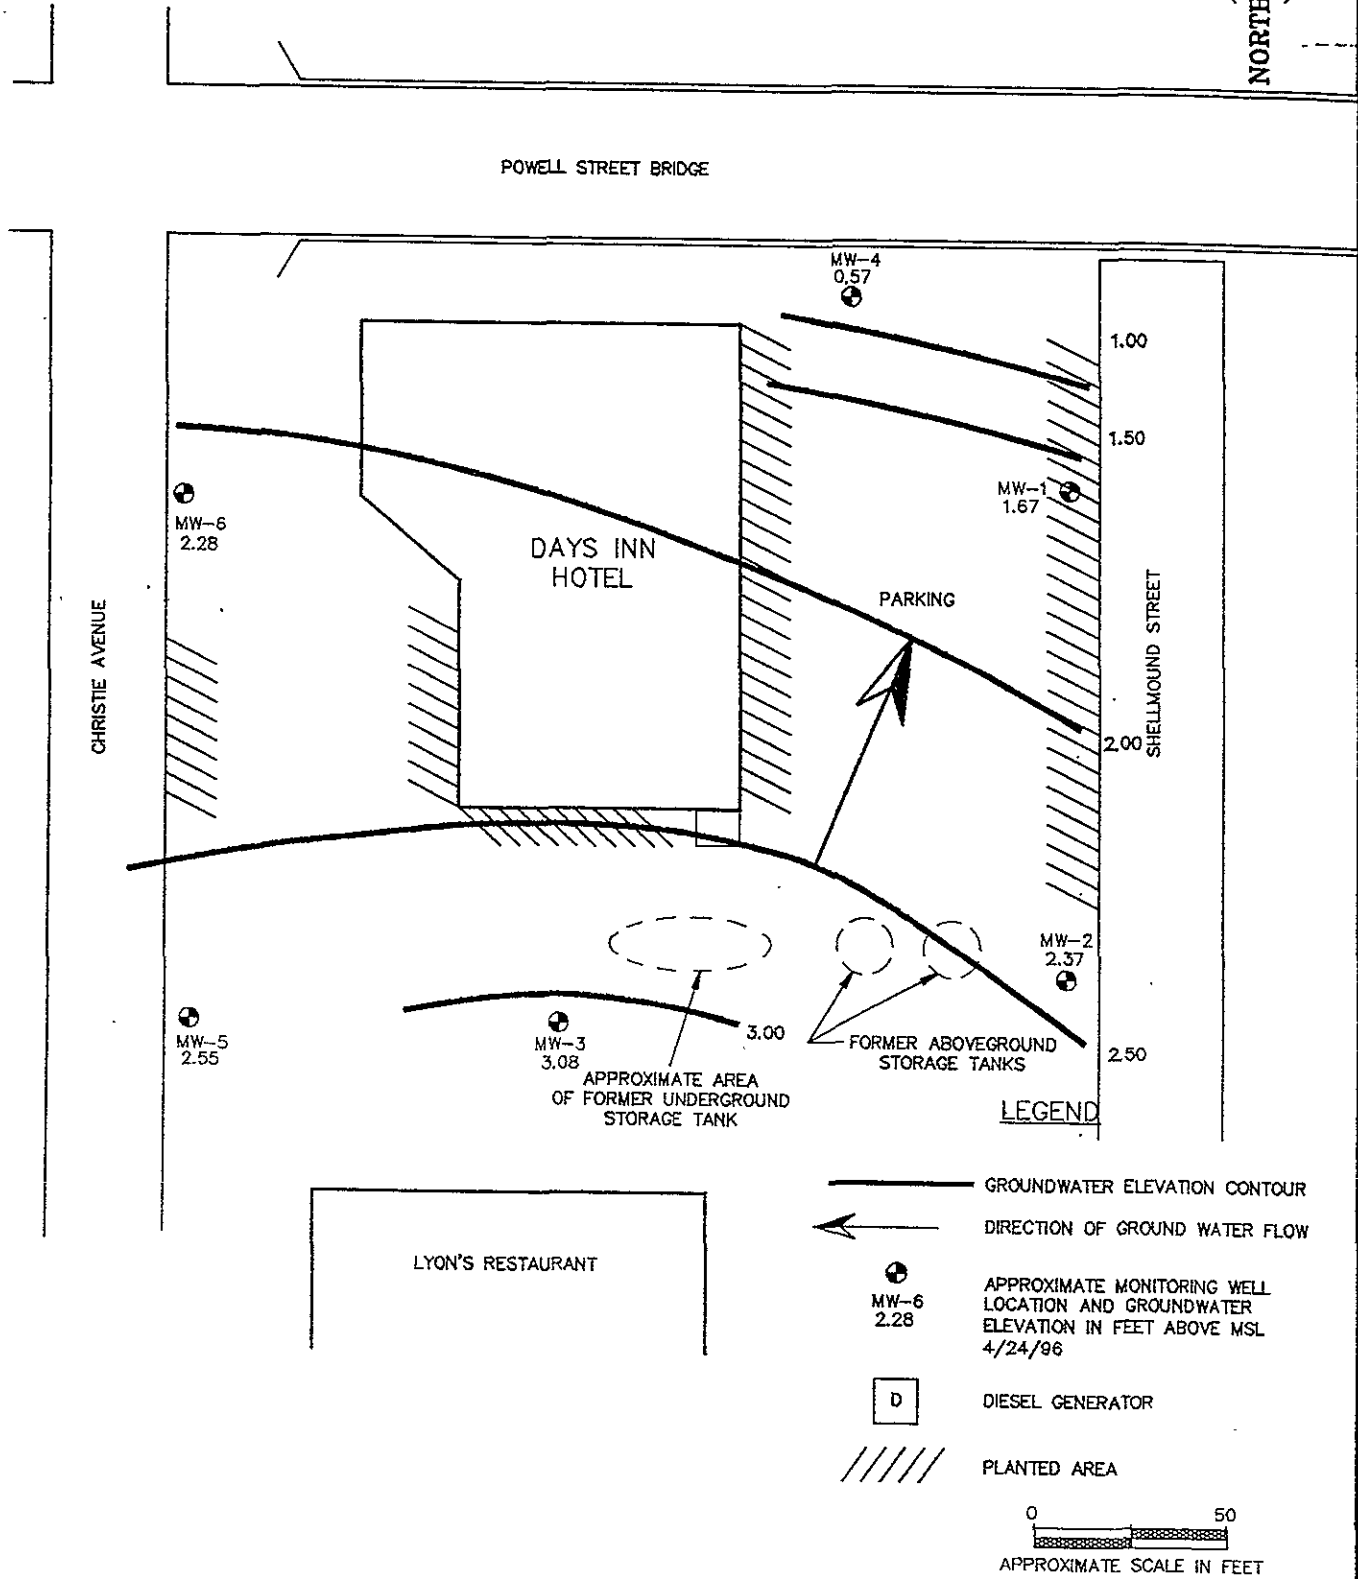 NORTH
POWELL STREET BRIDGE
MW-4
0.57
1.00
1.50
MW-1
1.67
MW-6
2.28
DAYS INN
HOTEL
PARKING
CHRISTIE AVENUE
SHELLMOUND STREET
2.00
MW-2
2.37
MW-5
2.55
MW-3
3.08
3.00
FORMER ABOVEGROUND
STORAGE TANKS
2.50
APPROXIMATE AREA
OF FORMER UNDERGROUND
STORAGE TANK
LEGEND
GROUNDWATER ELEVATION CONTOUR
DIRECTION OF GROUND WATER FLOW
LYON'S RESTAURANT
MW-6
2.28
APPROXIMATE MONITORING WELL
LOCATION AND GROUNDWATER
ELEVATION IN FEET ABOVE MSL
4/24/96
D
DIESEL GENERATOR
PLANTED AREA
0 50
APPROXIMATE SCALE IN FEET